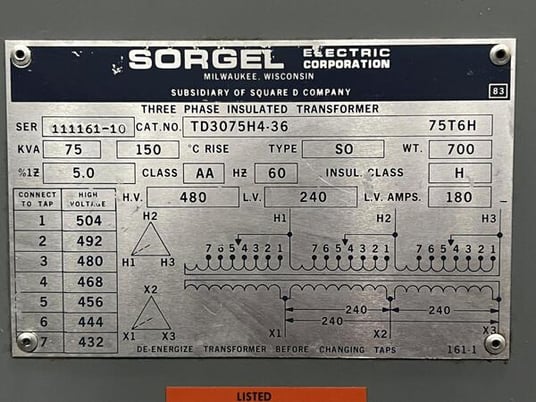 SORGEL ELECTRIC CORPORATION
MILWAUKEE, WISCONSIN
SUBSIDIARY OF SQUARE D COMPANY
83
THREE PHASE INSULATED TRANSFORMER
SER 111161-10 CAT.NO. TD3075H4-36 75T6H
KVA 75 150 °C RISE TYPE SO WT. 700
%IZ 5.0 CLASS AA HZ 60 INSUL. CLASS H
CONNECT TO TAP HIGH VOLTAGE H.V. 480 L.V. 240 L.V. AMPS. 180
1 504
2 492
3 480
4 468
5 456
6 444
7 432
H2
H1 H3
X2
X1 X3
H1 H2 H3
7 6 5 4 3 2 1 7 6 5 4 3 2 1 7 6 5 4 3 2 1
240 240
240
X1 X2 X3
DE-ENERGIZE TRANSFORMER BEFORE CHANGING TAPS 161-1
LISTED